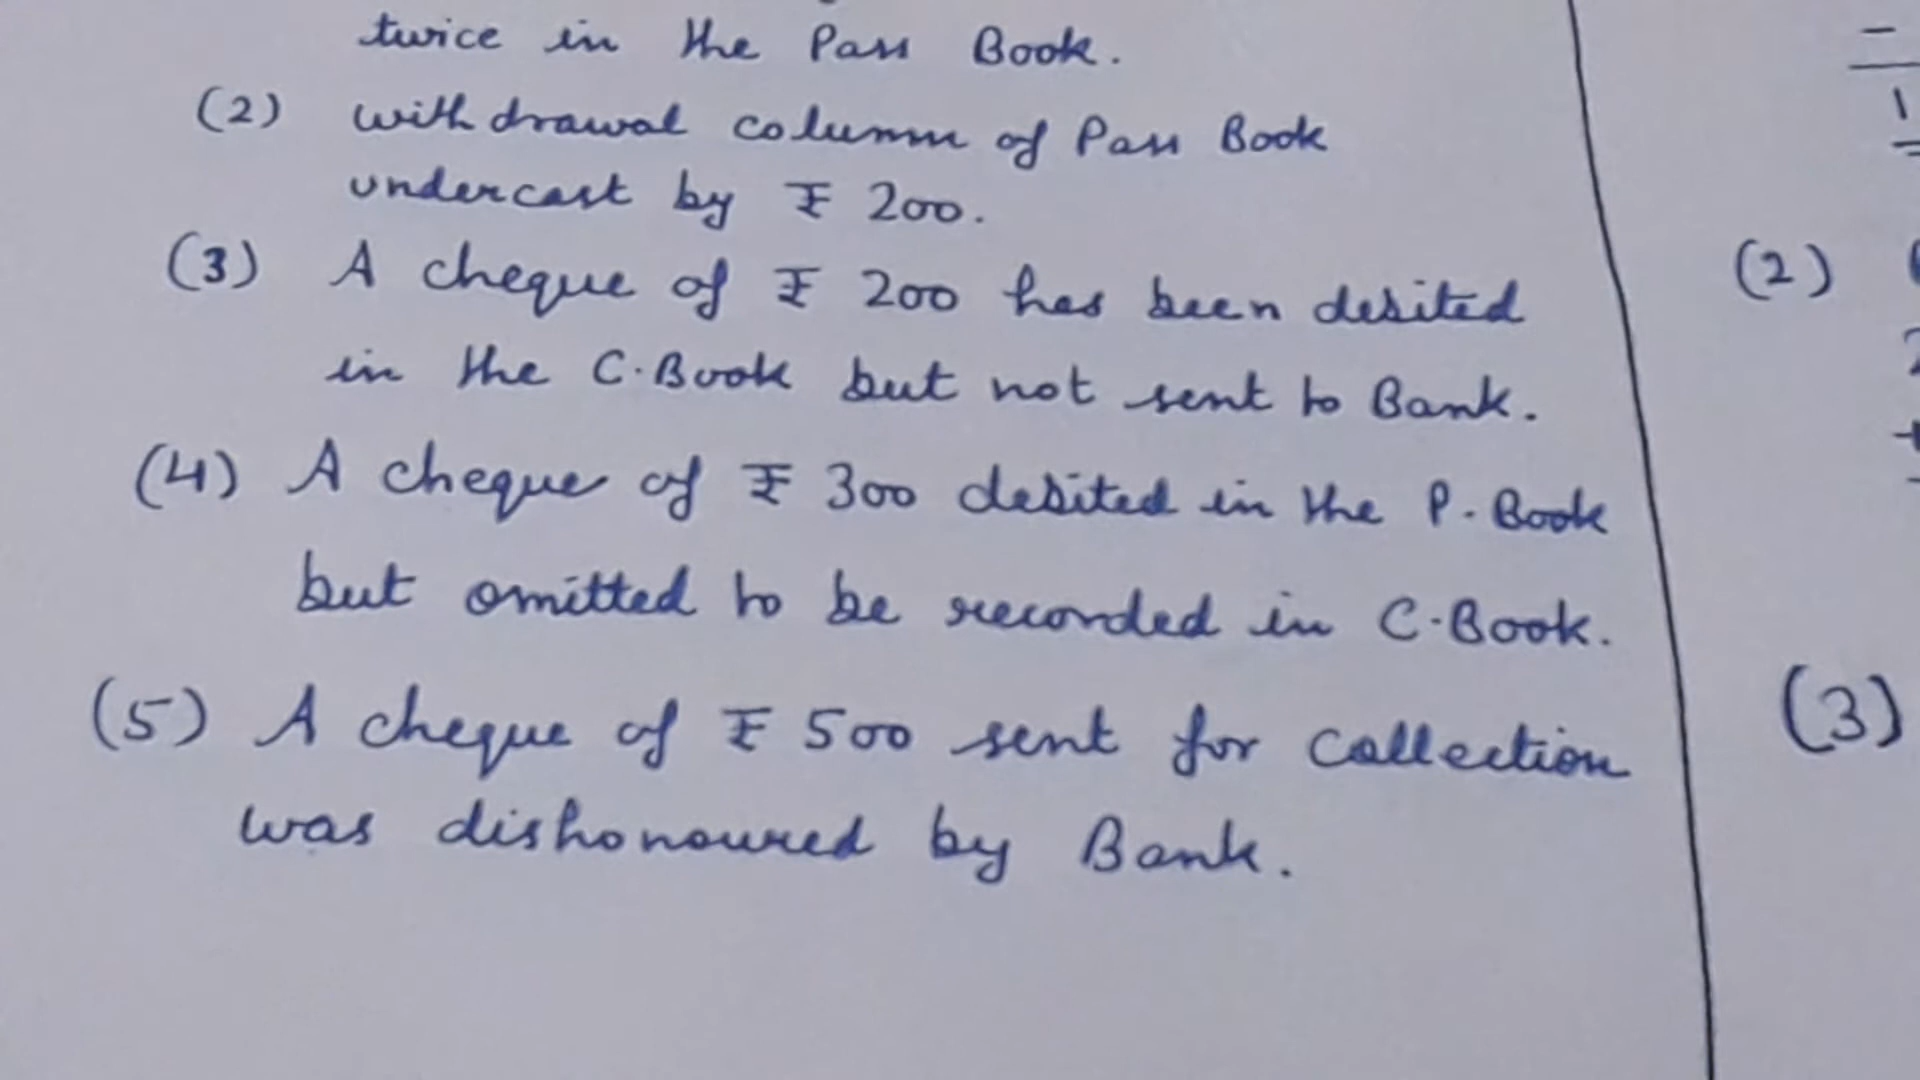 twice in the Pass Book.
(2) withdrawal column of Pass Book
undercast by ₹ 200.
(3) A cheque of ₹ 200 has been debited
in the C.Book but not sent to Bank.
(4) A cheque of ₹ 300 debited in the P.Book
but omitted to be recorded in C.Book.
(5) A cheque of ₹ 500 sent for collection
was dishonoured by Bank.
(2)
(3)